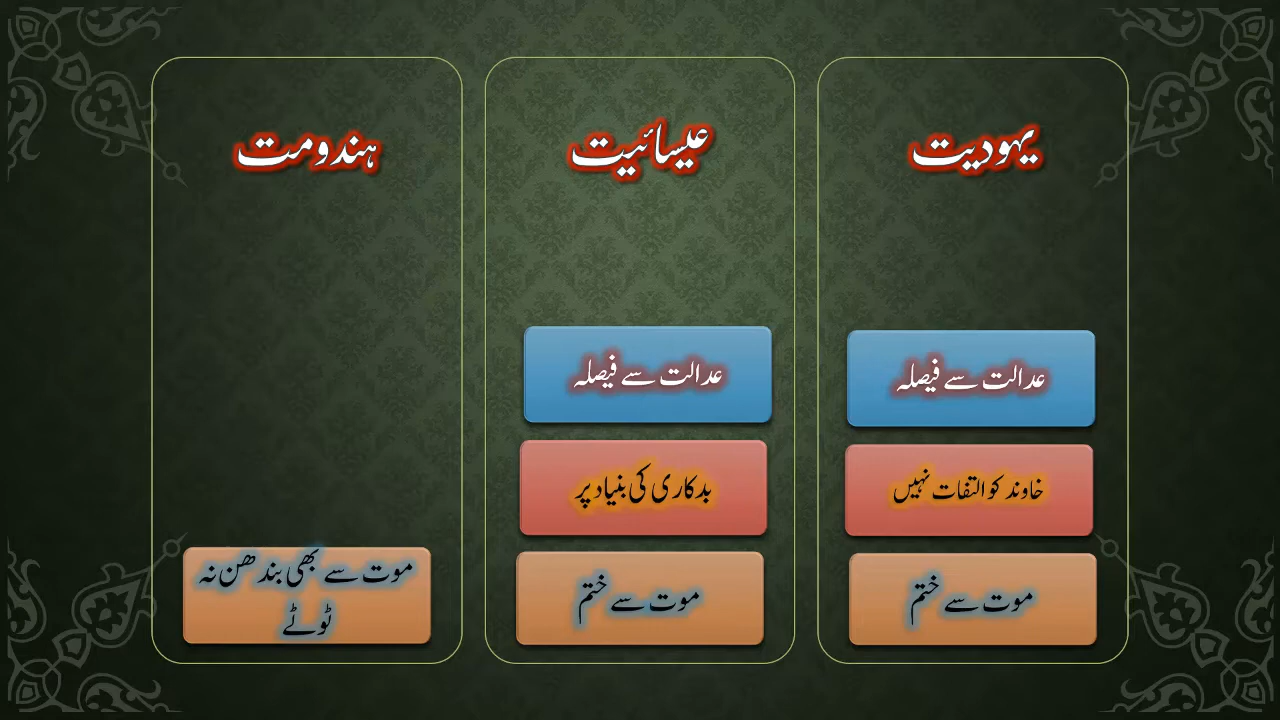 یہودیت
عدالت سے فیصلہ
خاوند کو التفات نہیں
موت سے ختم
عیسائیت
عدالت سے فیصلہ
بدکاری کی بنیاد پر
موت سے ختم
ہندومت
موت سے بھی بندھن نہ
ٹوٹے